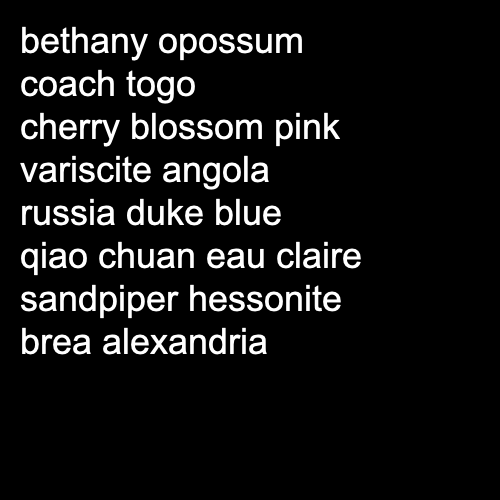 bethany opossum
coach togo
cherry blossom pink
variscite angola
russia duke blue
qiao chuan eau claire
sandpiper hessonite
brea alexandria